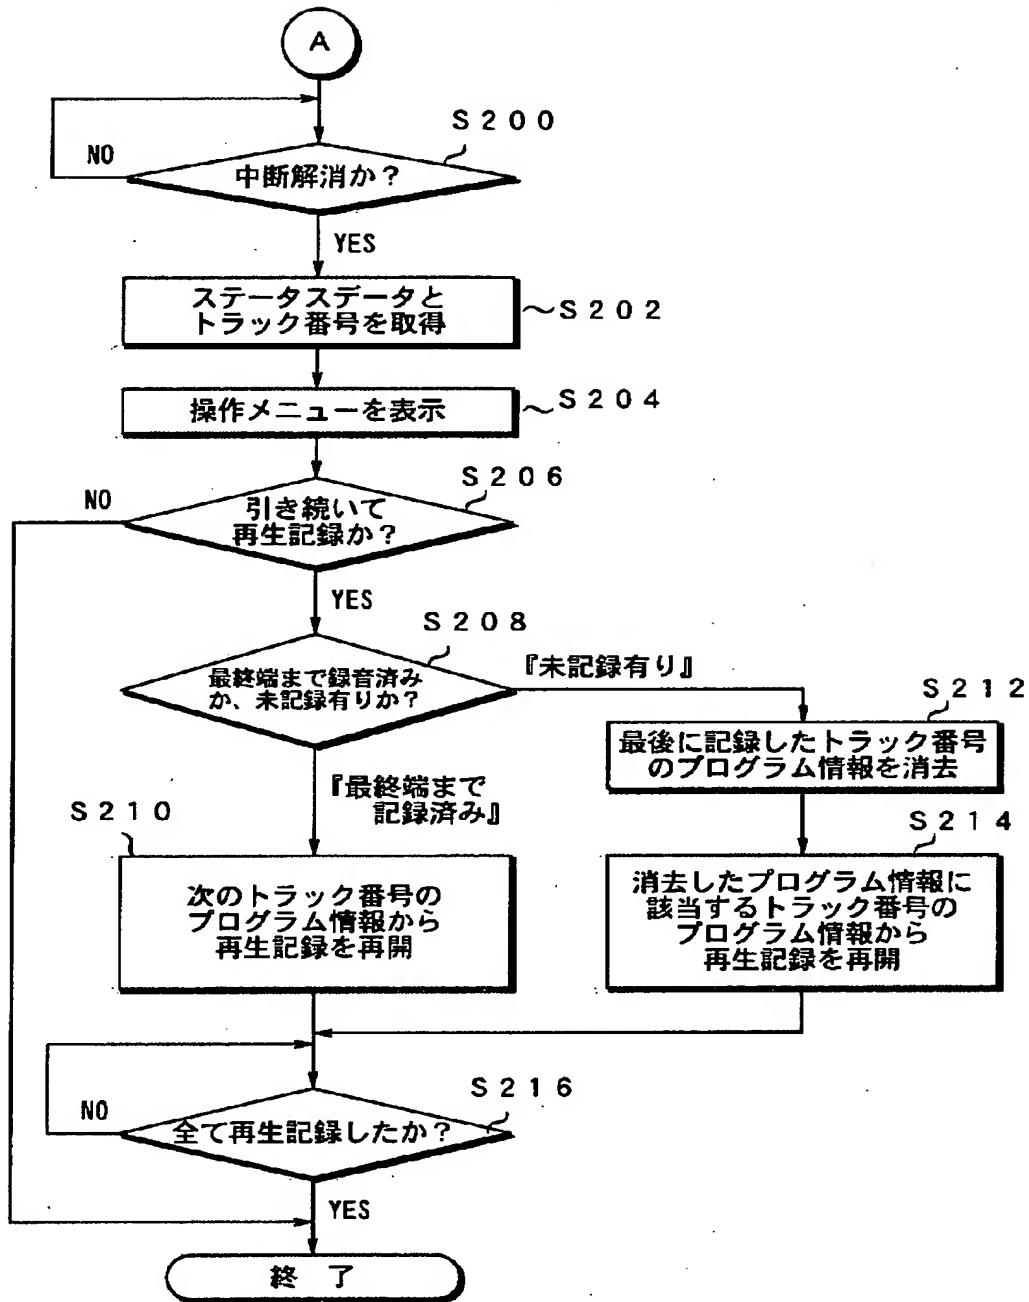 A
S200
NO
中断解消か？
YES
ステータスデータと
トラック番号を取得
～S202
操作メニューを表示
～S204
S206
NO
引き続いて
再生記録か？
YES
S208
最終端まで録音済み
か、未記録有りか？
『未記録有り』
S212
最後に記録したトラック番号
のプログラム情報を消去
『最終端まで
記録済み』
S210
S214
次のトラック番号の
プログラム情報から
再生記録を再開
消去したプログラム情報に
該当するトラック番号の
プログラム情報から
再生記録を再開
S216
NO
全て再生記録したか？
YES
終 了